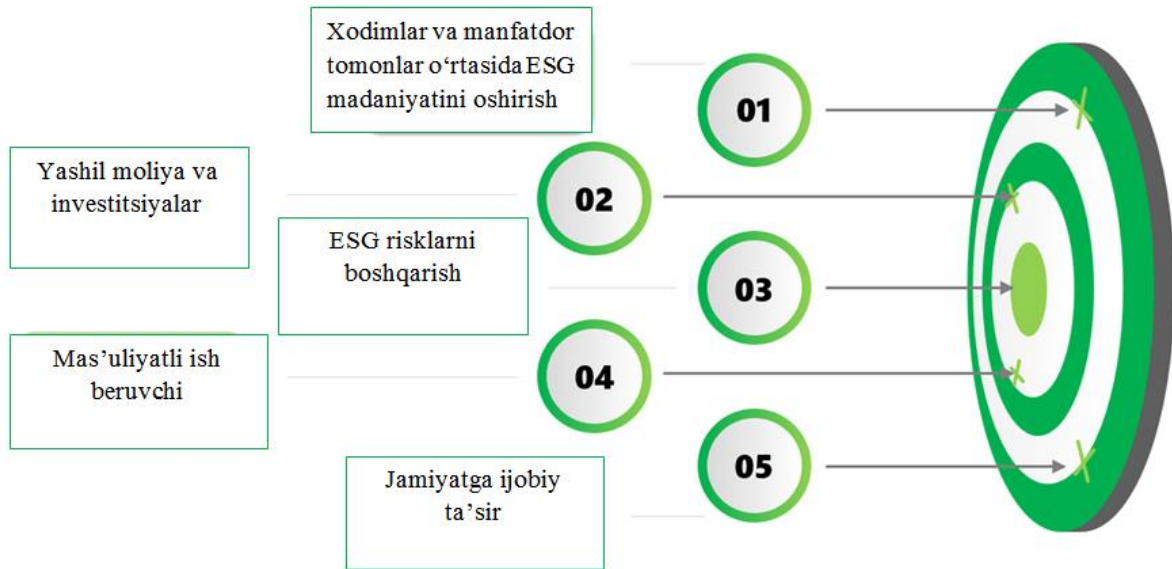 Xodimlar va manfatdor
tomonlar o‘rtasida ESG
madaniyatini oshirish
01
Yashil moliya va
investitsiyalar
02
ESG risklarni
boshqarish
03
Mas’uliyatli ish
beruvchi
04
Jamiyatga ijobiy
ta’sir
05